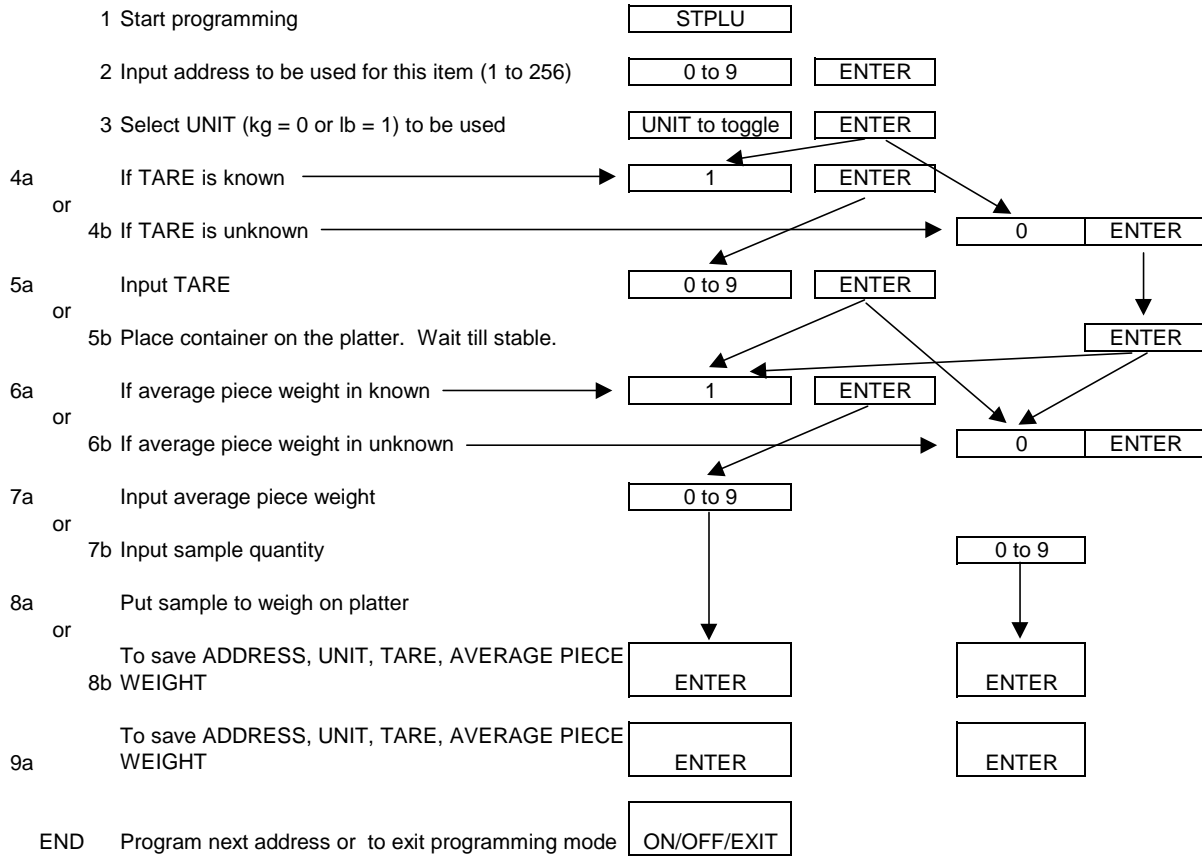 1 Start programming STPLU
2 Input address to be used for this item (1 to 256) 0 to 9 ENTER
3 Select UNIT (kg = 0 or lb = 1) to be used UNIT to toggle ENTER
4a If TARE is known 1 ENTER
or
4b If TARE is unknown 0 ENTER
5a Input TARE 0 to 9 ENTER
or
5b Place container on the platter. Wait till stable. ENTER
6a If average piece weight in known 1 ENTER
or
6b If average piece weight in unknown 0 ENTER
7a Input average piece weight 0 to 9
or
7b Input sample quantity 0 to 9
8a Put sample to weigh on platter
or
To save ADDRESS, UNIT, TARE, AVERAGE PIECE
8b WEIGHT ENTER ENTER
To save ADDRESS, UNIT, TARE, AVERAGE PIECE
9a WEIGHT ENTER ENTER
END Program next address or to exit programming mode ON/OFF/EXIT